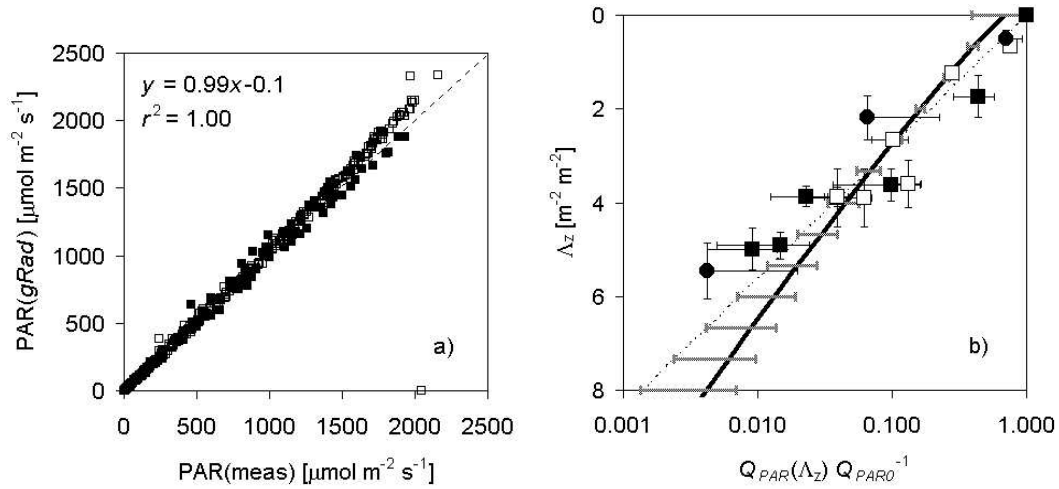 2500
2000
1500
1000
500
0
PAR(gRad) [µmol m⁻² s⁻¹]
y = 0.99x-0.1
r² = 1.00
a)
0 500 1000 1500 2000 2500
PAR(meas) [µmol m⁻² s⁻¹]
0
2
4
6
8
Λz [m⁻² m⁻²]
b)
0.001 0.010 0.100 1.000
QPAR(Λz) QPAR0⁻¹